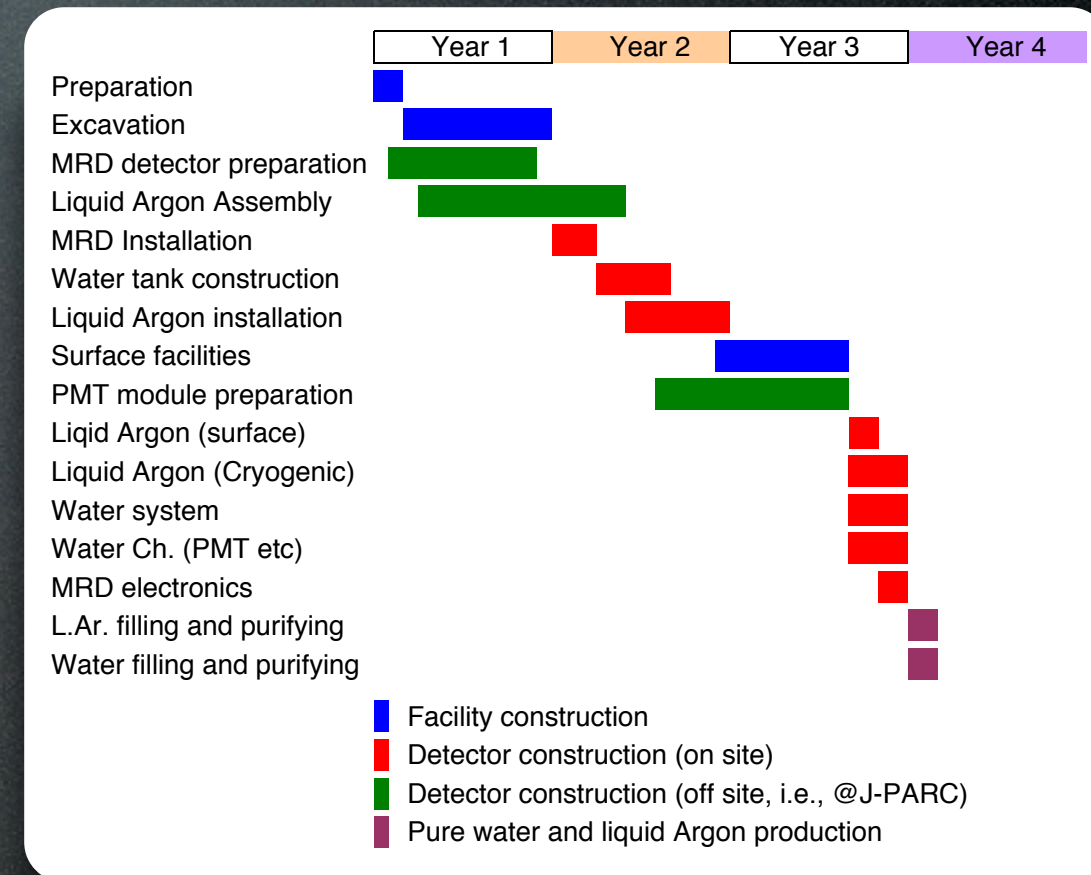 Year 1 Year 2 Year 3 Year 4
Preparation
Excavation
MRD detector preparation
Liquid Argon Assembly
MRD Installation
Water tank construction
Liquid Argon installation
Surface facilities
PMT module preparation
Liqid Argon (surface)
Liquid Argon (Cryogenic)
Water system
Water Ch. (PMT etc)
MRD electronics
L.Ar. filling and purifying
Water filling and purifying
Facility construction
Detector construction (on site)
Detector construction (off site, i.e., @J-PARC)
Pure water and liquid Argon production